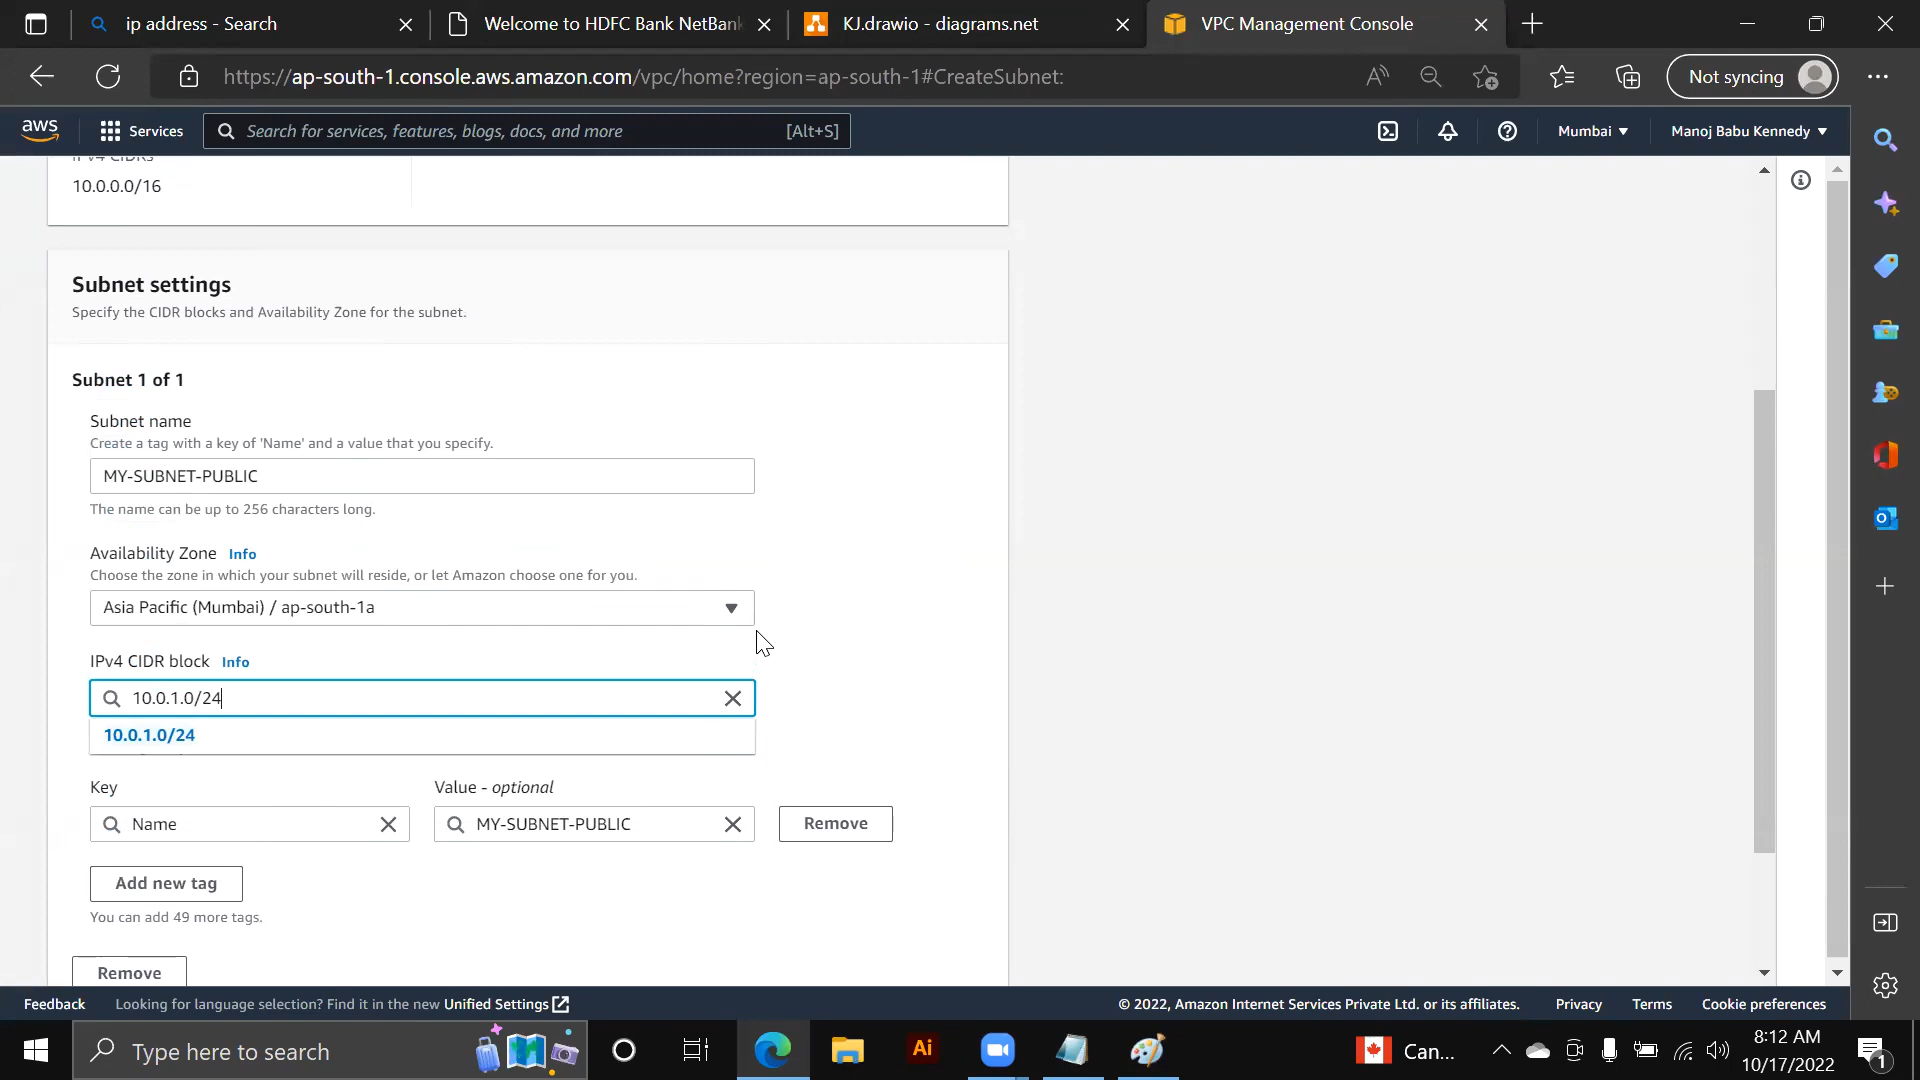 ip address - Search
Welcome to HDFC Bank NetBank
KJ.drawio - diagrams.net
VPC Management Console
https://ap-south-1.console.aws.amazon.com/vpc/home?region=ap-south-1#CreateSubnet:
Not syncing
aws
Services
Search for services, features, blogs, docs, and more
[Alt+S]
Mumbai
Manoj Babu Kennedy
IPv4 CIDRs
10.0.0.0/16
Subnet settings
Specify the CIDR blocks and Availability Zone for the subnet.
Subnet 1 of 1
Subnet name
Create a tag with a key of 'Name' and a value that you specify.
MY-SUBNET-PUBLIC
The name can be up to 256 characters long.
Availability Zone Info
Choose the zone in which your subnet will reside, or let Amazon choose one for you.
Asia Pacific (Mumbai) / ap-south-1a
IPv4 CIDR block Info
10.0.1.0/24
10.0.1.0/24
Key
Value - optional
Name
MY-SUBNET-PUBLIC
Remove
Add new tag
You can add 49 more tags.
Remove
Feedback
Looking for language selection? Find it in the new Unified Settings
© 2022, Amazon Internet Services Private Ltd. or its affiliates.
Privacy
Terms
Cookie preferences
Type here to search
Ai
Can...
8:12 AM
10/17/2022
1